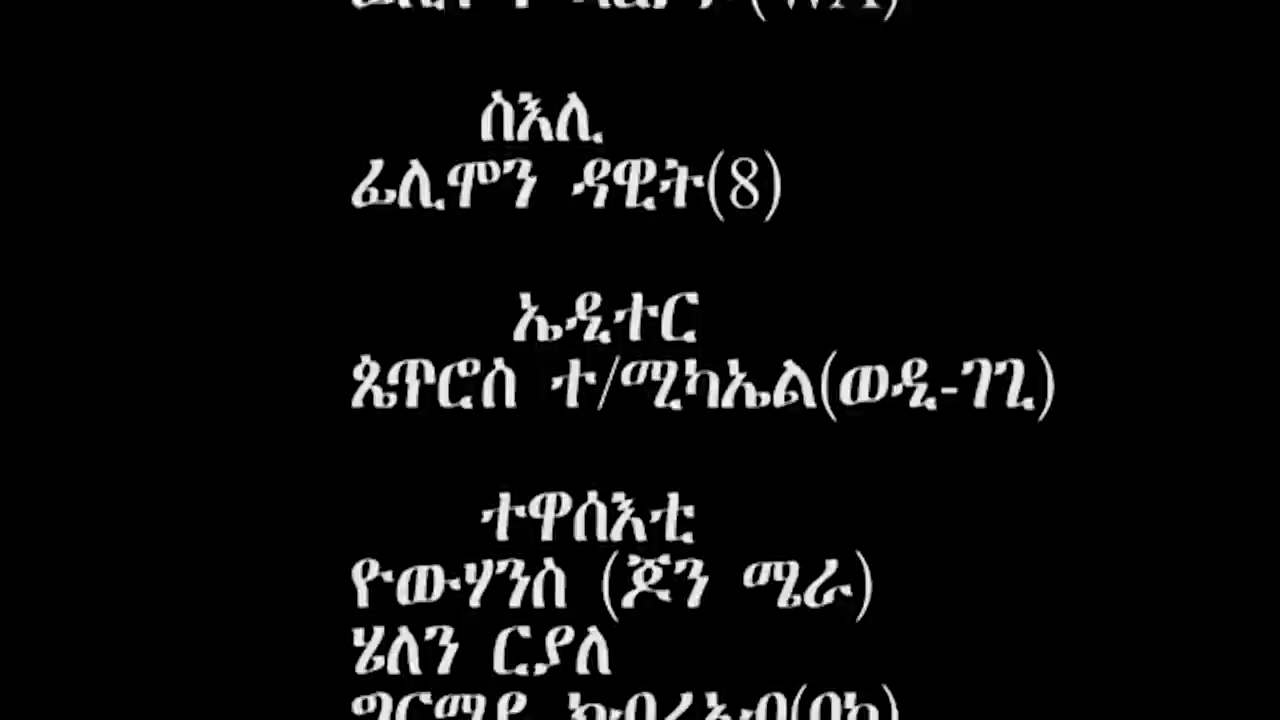 ስእሊ
ፊሊሞን ዳዊት(8)
ኤዲተር
ጴጥሮስ ተ/ሚካኤል(ወዲ-ገጊ)
ተዋሰእቲ
ዮውሃንስ (ጆን ሜራ)
ሄለን ርያለ